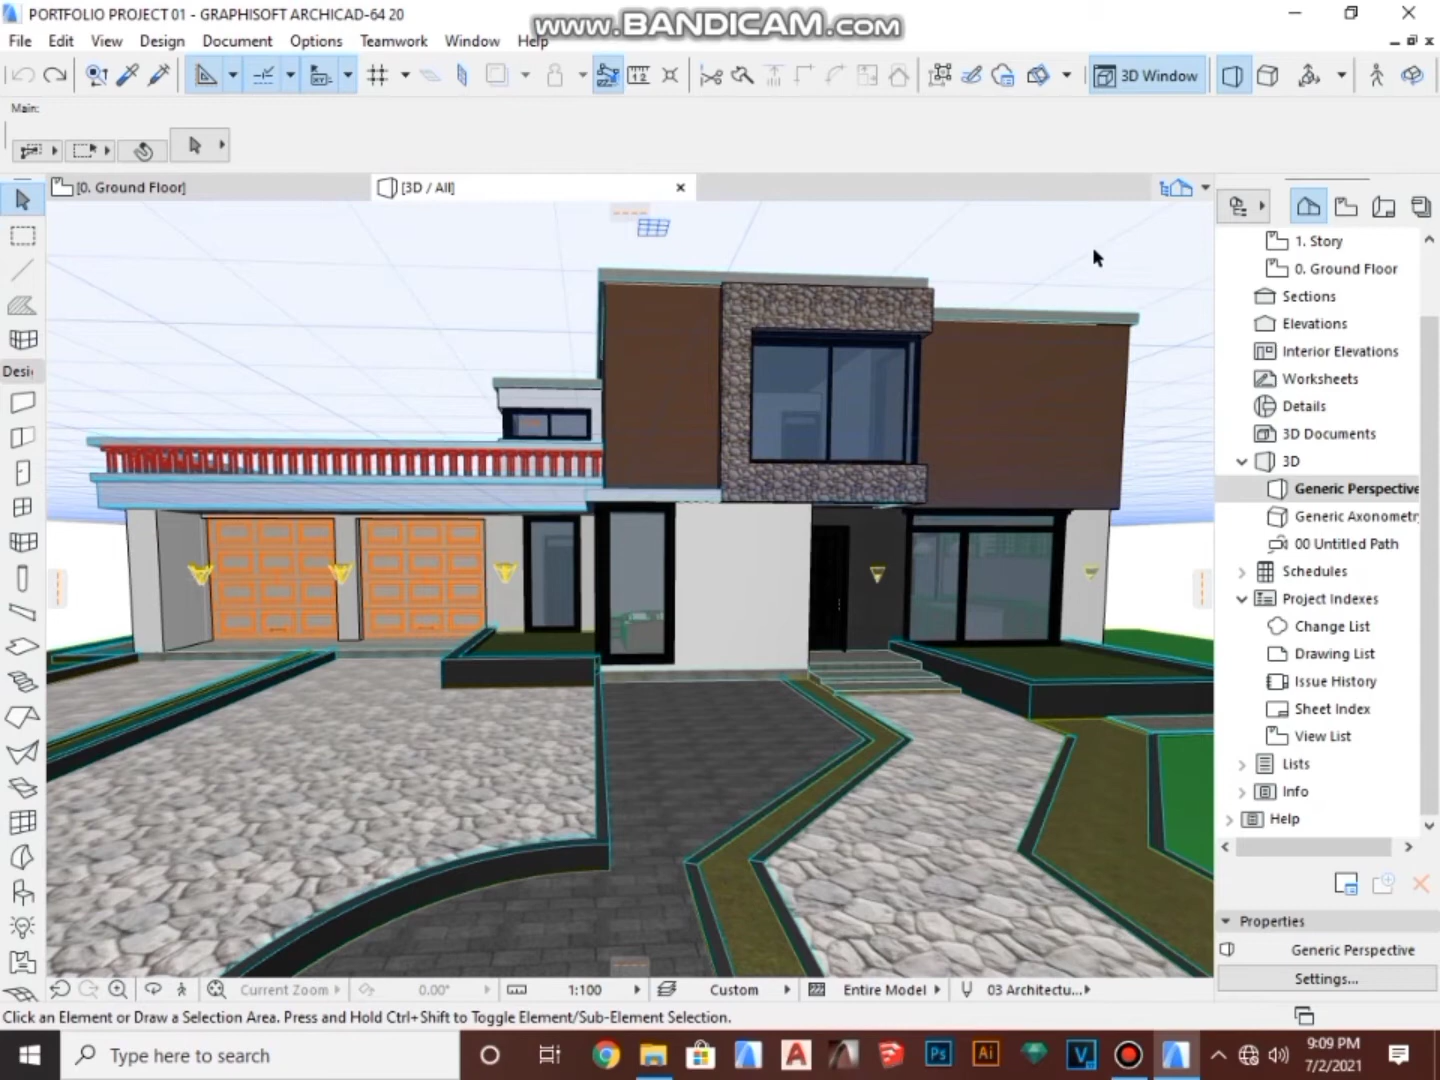 PORTFOLIO PROJECT 01 - GRAPHISOFT ARCHICAD-64 20
www.BANDICAM.com
File Edit View Design Document Options Teamwork Window Help
3D Window
Main:
[0. Ground Floor]
[3D / All]
1. Story
0. Ground Floor
Sections
Elevations
Interior Elevations
Worksheets
Details
3D Documents
3D
Generic Perspective
Generic Axonometr
00 Untitled Path
Schedules
Project Indexes
Change List
Drawing List
Issue History
Sheet Index
View List
Lists
Info
Help
Desi
Properties
Generic Perspective
Settings...
Current Zoom 0.00° 1:100 Custom Entire Model 03 Architectu...
Click an Element or Draw a Selection Area. Press and Hold Ctrl+Shift to Toggle Element/Sub-Element Selection.
Type here to search
Ps
Ai
V
9:09 PM
7/2/2021